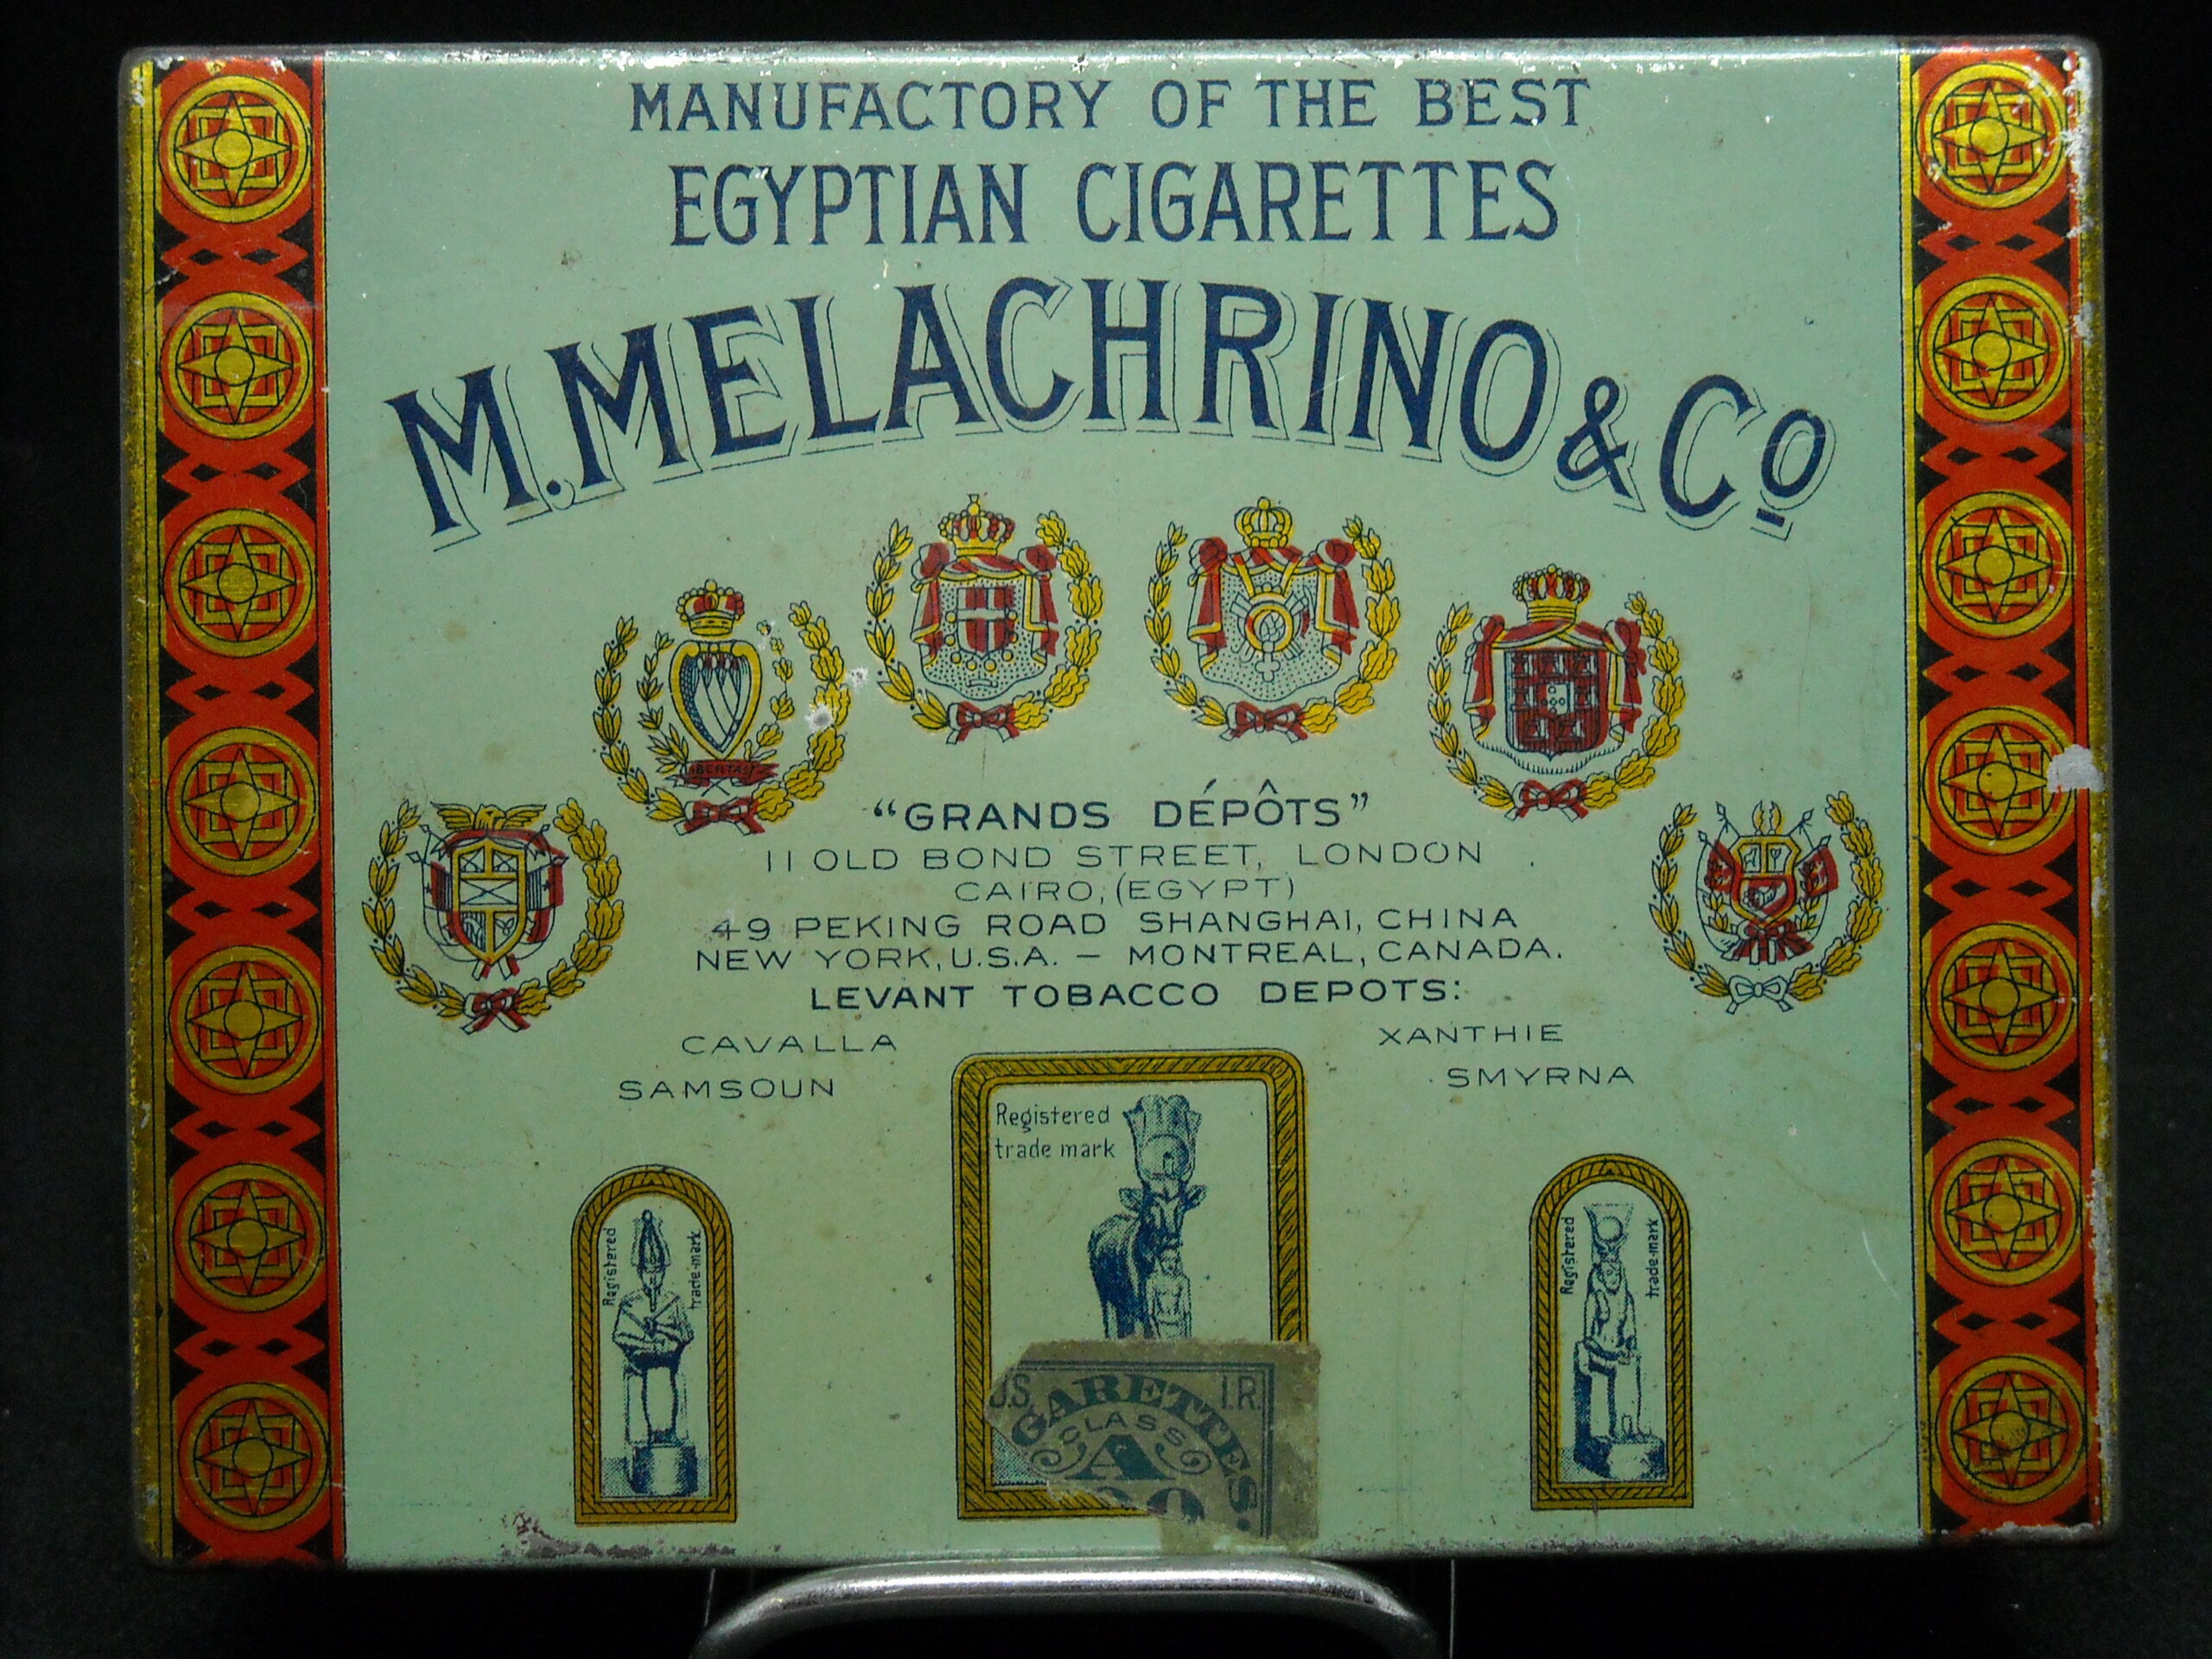 MANUFACTORY OF THE BEST
EGYPTIAN CIGARETTES
M. MELACHRINO & Co
"GRANDS DÉPÔTS"
11 OLD BOND STREET, LONDON
CAIRO, (EGYPT)
49 PEKING ROAD SHANGHAI, CHINA
NEW YORK, U.S.A. — MONTREAL, CANADA.
LEVANT TOBACCO DEPOTS:
CAVALLA XANTHIE
SAMSOUN SMYRNA
Registered
trade mark
Registered trade-mark
Registered trade-mark
I.R.
CLASS
A